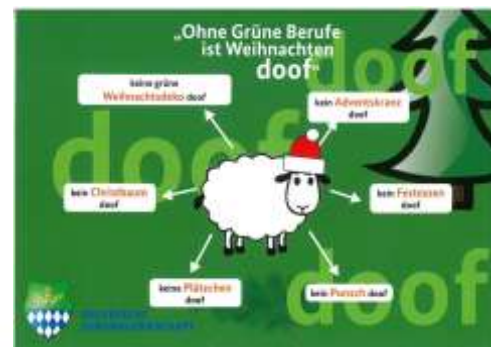 „Ohne Grüne Berufe
ist Weihnachten
doof“
doof
doof
doof
keine grüne
Weihnachtsdeko doof
kein Adventskranz
doof
kein Christbaum
doof
kein Festessen
doof
keine Plätzchen
doof
kein Punsch doof